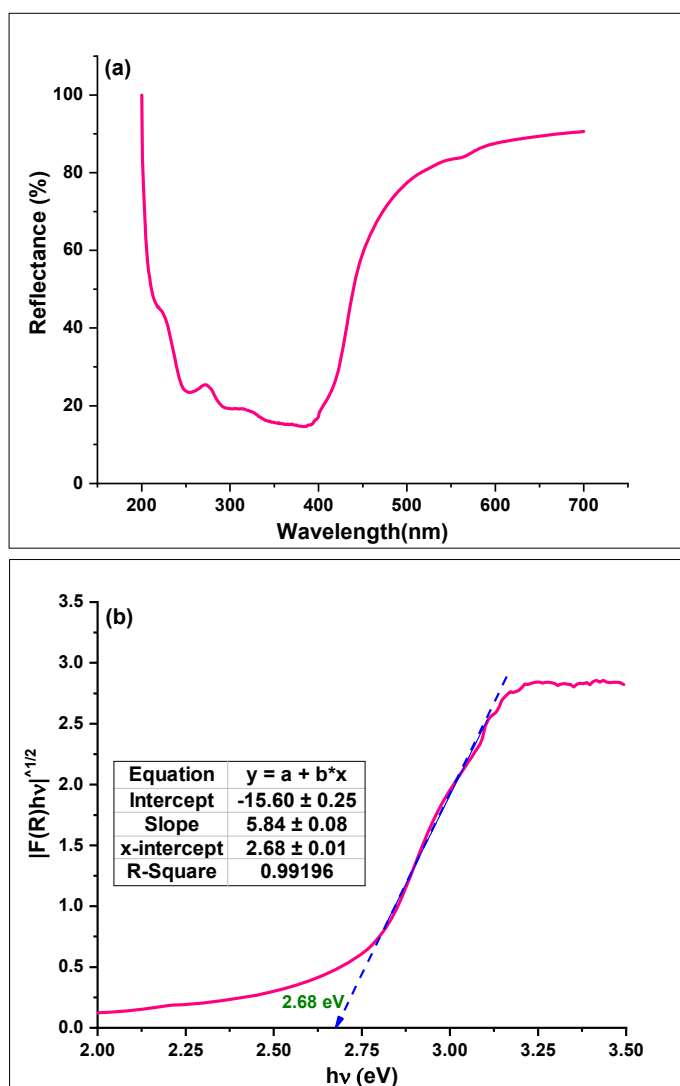 (a)
100
80
60
40
20
0
Reflectance (%)
200 300 400 500 600 700
Wavelength(nm)
(b)
3.5
3.0
2.5
2.0
1.5
1.0
0.5
0.0
|F(R)hν|^1/2
Equation y = a + b*x
Intercept -15.60 ± 0.25
Slope 5.84 ± 0.08
x-intercept 2.68 ± 0.01
R-Square 0.99196
2.68 eV
2.00 2.25 2.50 2.75 3.00 3.25 3.50
hν (eV)